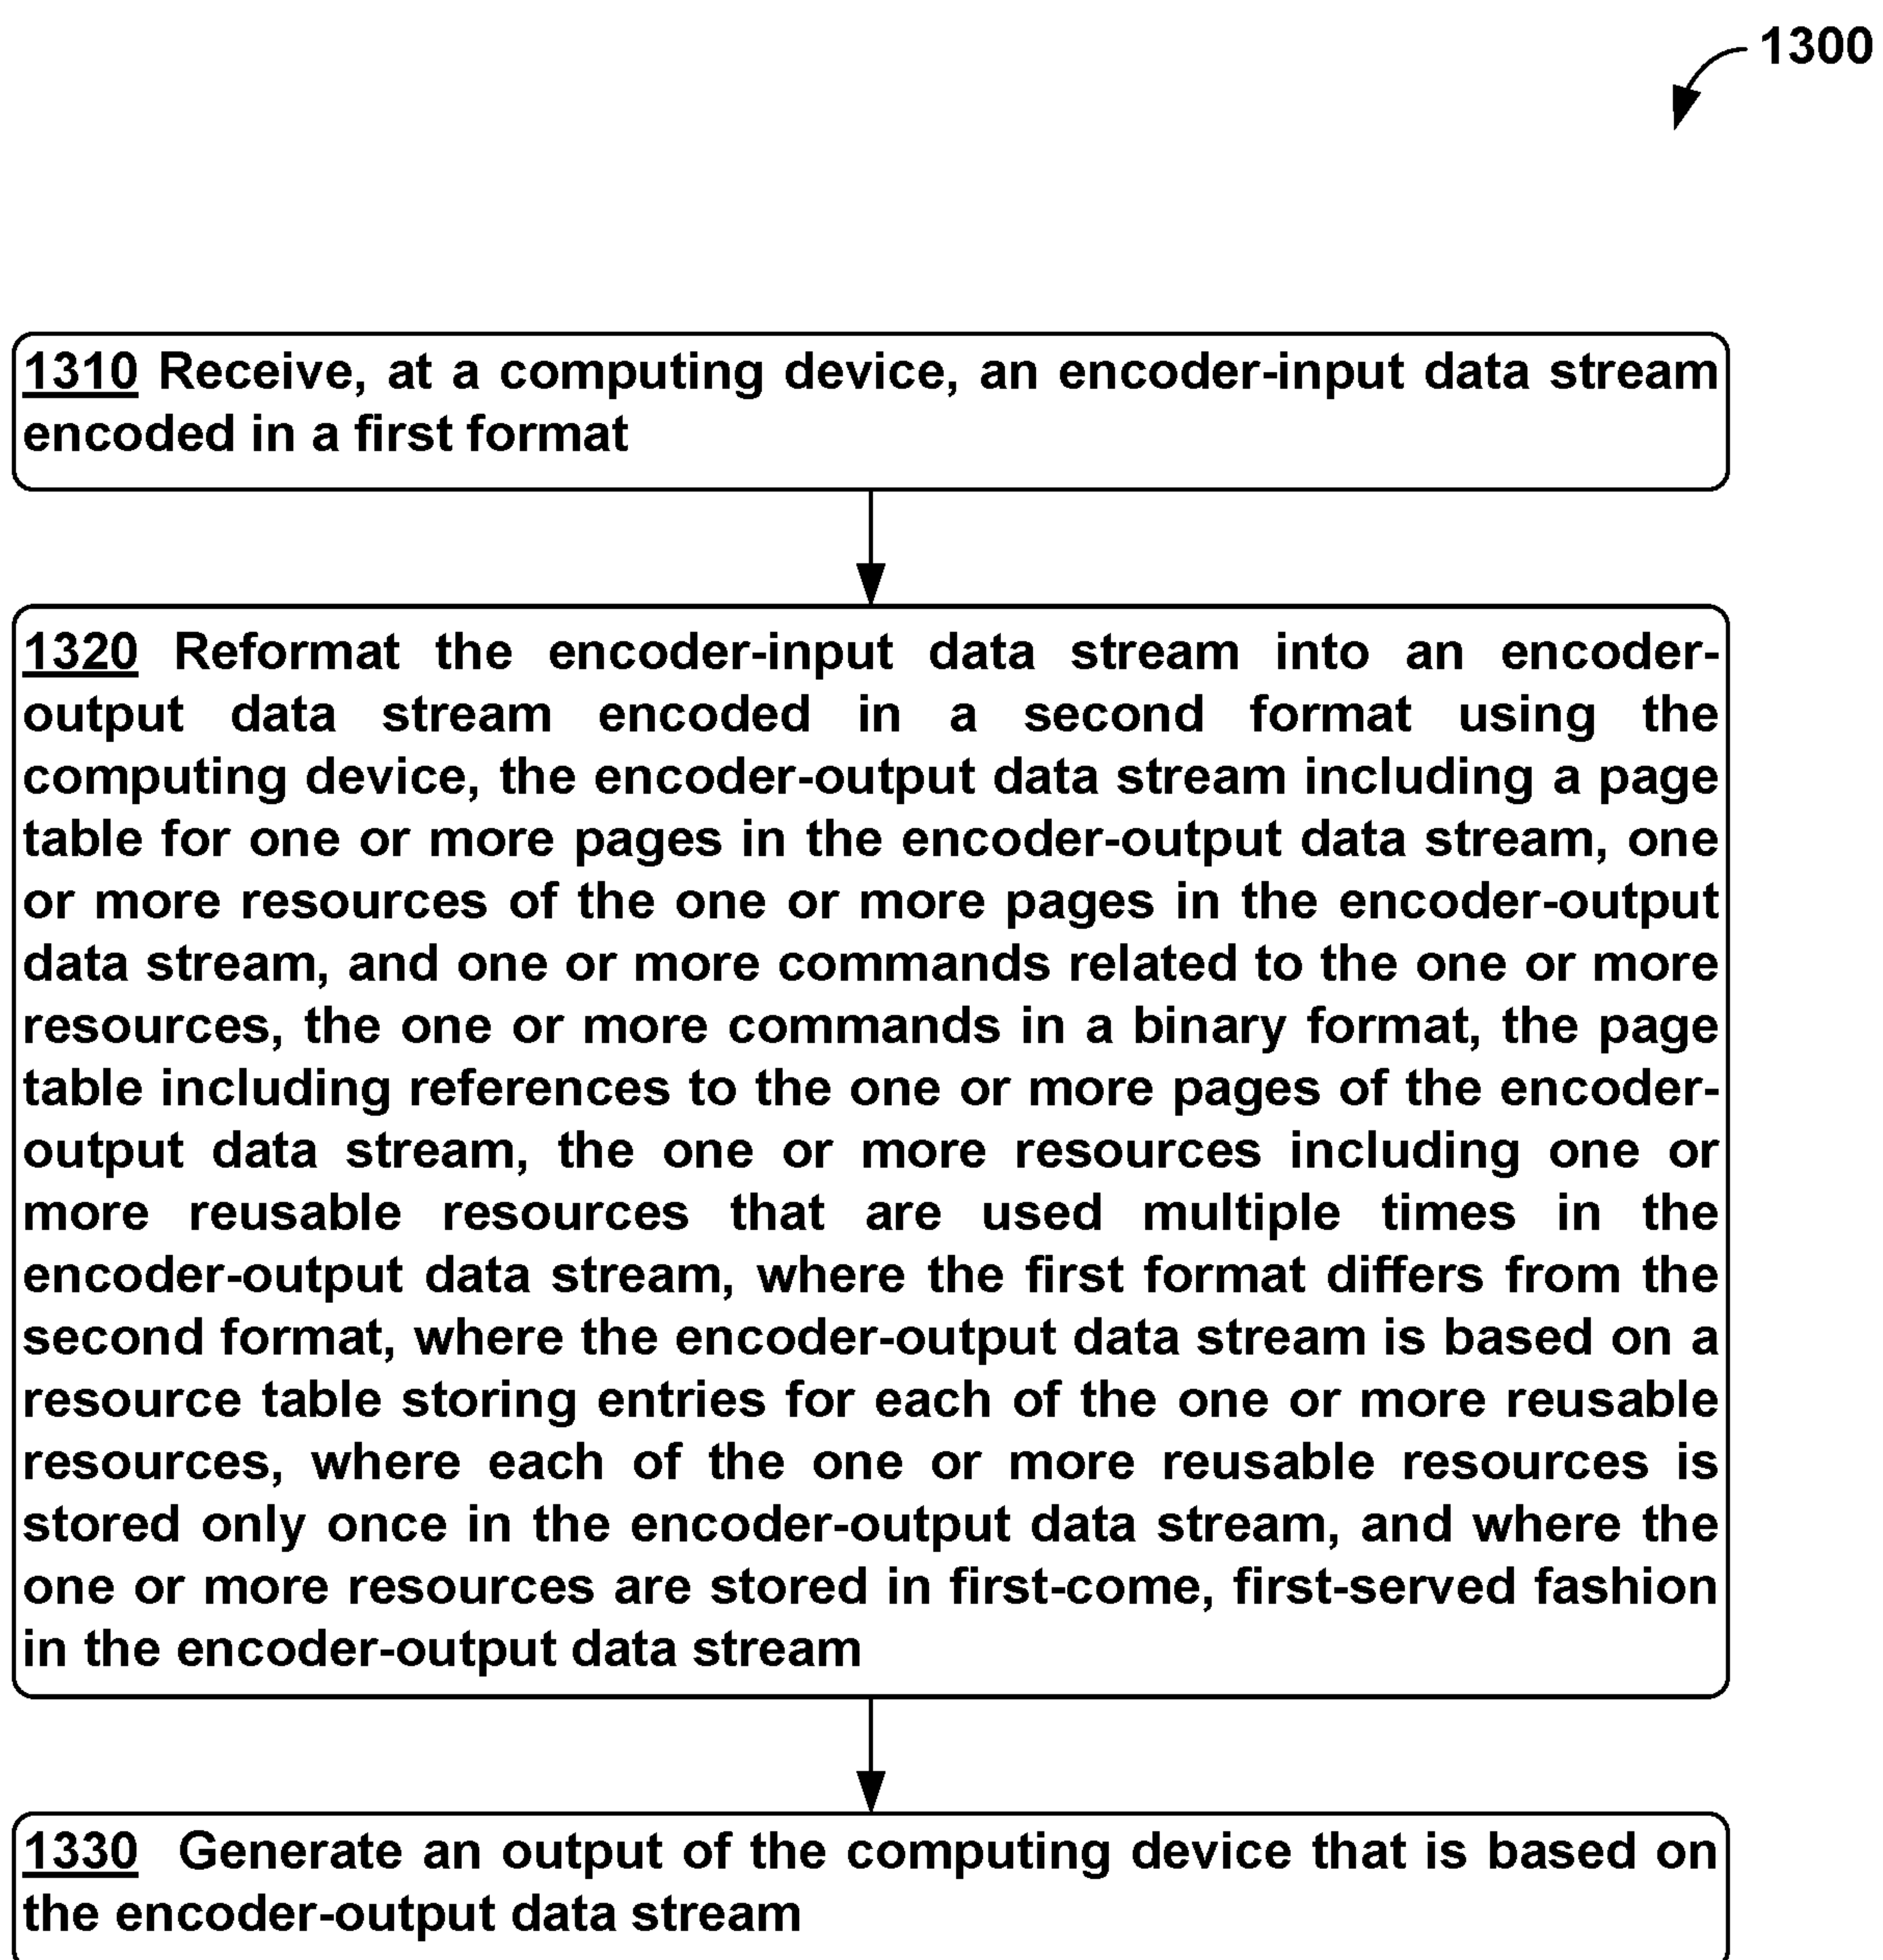 1300
1310 Receive, at a computing device, an encoder-input data stream
encoded in a first format
1320 Reformat the encoder-input data stream into an encoder-
output data stream encoded in a second format using the
computing device, the encoder-output data stream including a page
table for one or more pages in the encoder-output data stream, one
or more resources of the one or more pages in the encoder-output
data stream, and one or more commands related to the one or more
resources, the one or more commands in a binary format, the page
table including references to the one or more pages of the encoder-
output data stream, the one or more resources including one or
more reusable resources that are used multiple times in the
encoder-output data stream, where the first format differs from the
second format, where the encoder-output data stream is based on a
resource table storing entries for each of the one or more reusable
resources, where each of the one or more reusable resources is
stored only once in the encoder-output data stream, and where the
one or more resources are stored in first-come, first-served fashion
in the encoder-output data stream
1330 Generate an output of the computing device that is based on
the encoder-output data stream